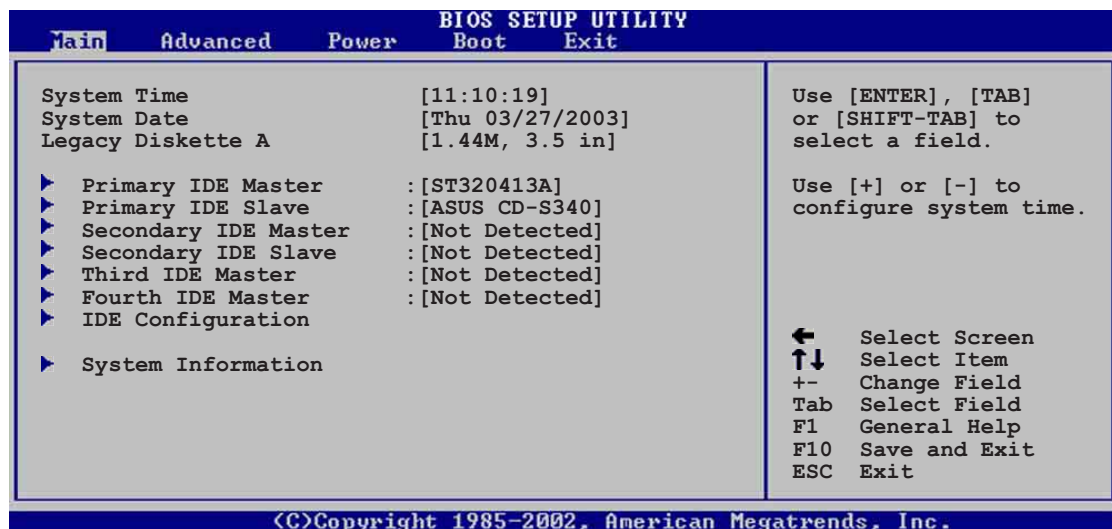 BIOS SETUP UTILITY
Main Advanced Power Boot Exit
System Time [11:10:19]
System Date [Thu 03/27/2003]
Legacy Diskette A [1.44M, 3.5 in]
Primary IDE Master :[ST320413A]
Primary IDE Slave :[ASUS CD-S340]
Secondary IDE Master :[Not Detected]
Secondary IDE Slave :[Not Detected]
Third IDE Master :[Not Detected]
Fourth IDE Master :[Not Detected]
IDE Configuration
System Information
Use [ENTER], [TAB]
or [SHIFT-TAB] to
select a field.
Use [+] or [-] to
configure system time.
← Select Screen
↑↓ Select Item
+- Change Field
Tab Select Field
F1 General Help
F10 Save and Exit
ESC Exit
(C)Copyright 1985-2002, American Megatrends, Inc.